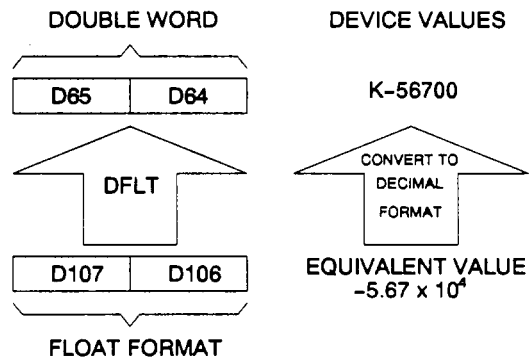 DOUBLE WORD
DEVICE VALUES
D65 D64
K-56700
DFLT
CONVERT TO
DECIMAL
FORMAT
D107 D106
EQUIVALENT VALUE
-5.67 x 10⁴
FLOAT FORMAT